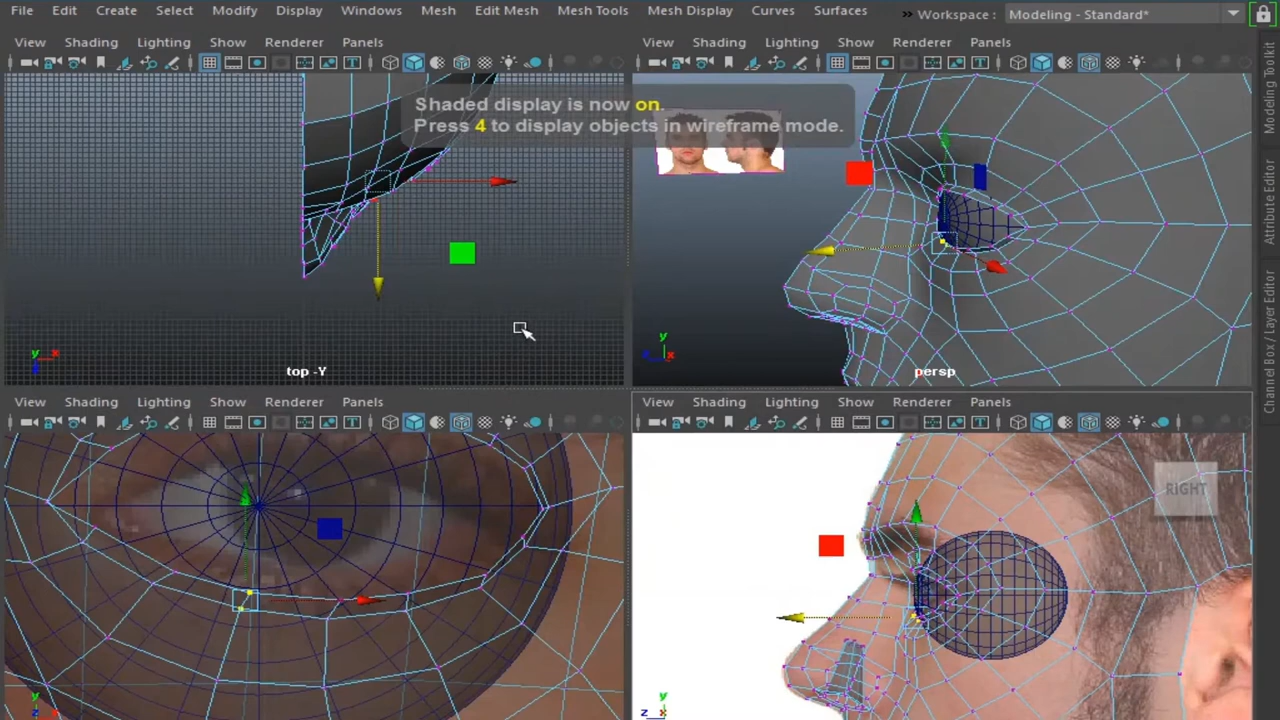 File Edit Create Select Modify Display Windows Mesh Edit Mesh Mesh Tools Mesh Display Curves Surfaces » Workspace : Modeling - Standard*
View Shading Lighting Show Renderer Panels
View Shading Lighting Show Renderer Panels
Shaded display is now on.
Press 4 to display objects in wireframe mode.
y x
top -Y
y x
persp
Modeling Toolkit
Attribute Editor
Channel Box / Layer Editor
View Shading Lighting Show Renderer Panels
View Shading Lighting Show Renderer Panels
RIGHT
y
z x
y
z x